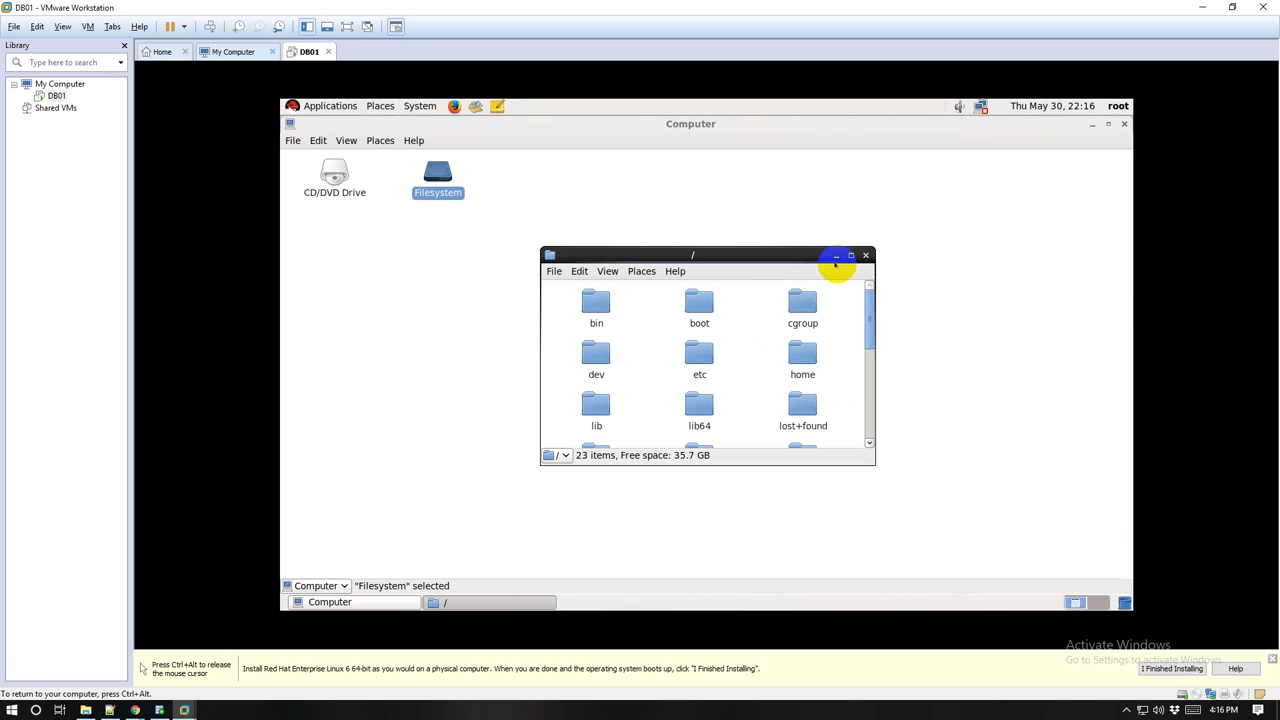 DB01 - VMware Workstation
File Edit View VM Tabs Help
Library
Type here to search
My Computer
DB01
Shared VMs
Home My Computer DB01
Applications Places System Thu May 30, 22:16 root
Computer
File Edit View Places Help
CD/DVD Drive Filesystem
/
File Edit View Places Help
bin boot cgroup
dev etc home
lib lib64 lost+found
/ 23 items, Free space: 35.7 GB
Computer "Filesystem" selected
Computer /
Activate Windows
Go to Settings to activate Windows.
Press Ctrl+Alt to release
the mouse cursor
Install Red Hat Enterprise Linux 6 64-bit as you would on a physical computer. When you are done and the operating system boots up, click "I Finished Installing".
I Finished Installing Help
To return to your computer, press Ctrl+Alt.
4:16 PM